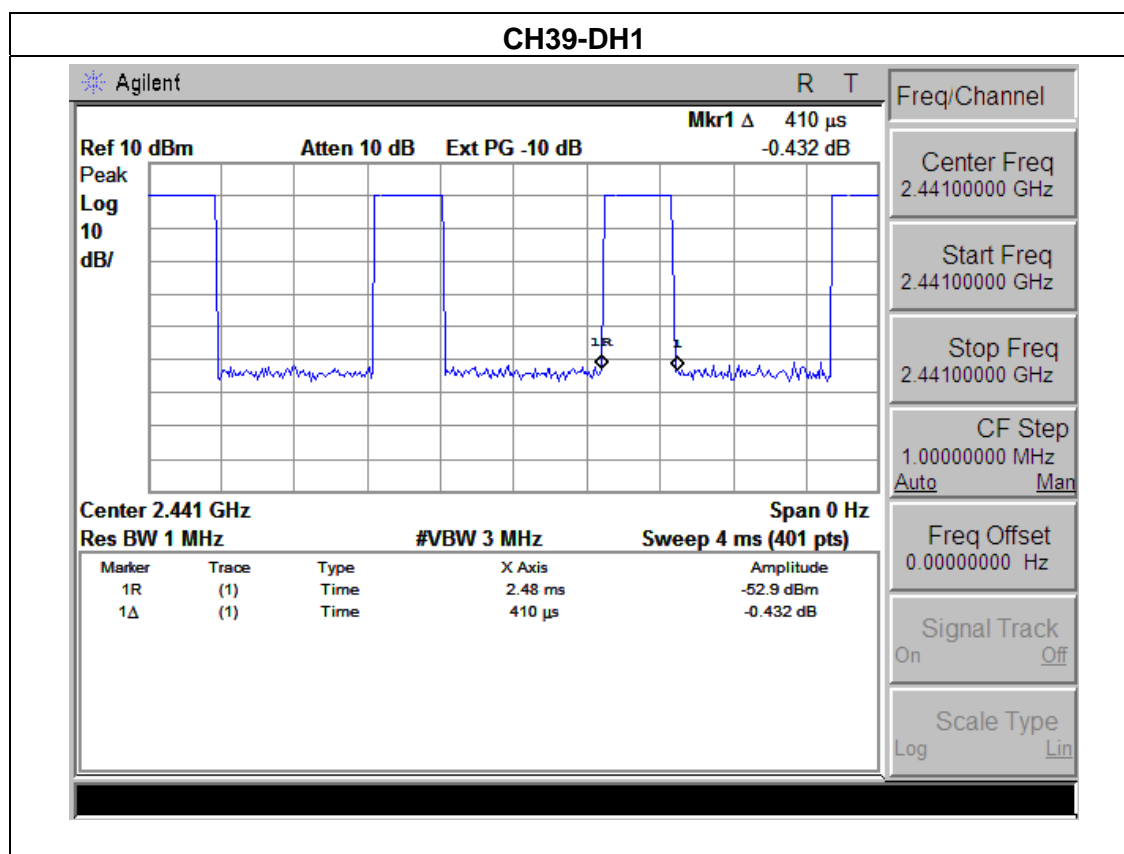 CH39-DH1
Agilent R T
Mkr1 Δ 410 µs
Ref 10 dBm Atten 10 dB Ext PG -10 dB -0.432 dB
Peak
Log
10
dB/
1R 1
Center 2.441 GHz Span 0 Hz
Res BW 1 MHz #VBW 3 MHz Sweep 4 ms (401 pts)
Marker Trace Type X Axis Amplitude
1R (1) Time 2.48 ms -52.9 dBm
1Δ (1) Time 410 µs -0.432 dB
Freq/Channel
Center Freq
2.44100000 GHz
Start Freq
2.44100000 GHz
Stop Freq
2.44100000 GHz
CF Step
1.00000000 MHz
Auto Man
Freq Offset
0.00000000 Hz
Signal Track
On Off
Scale Type
Log Lin